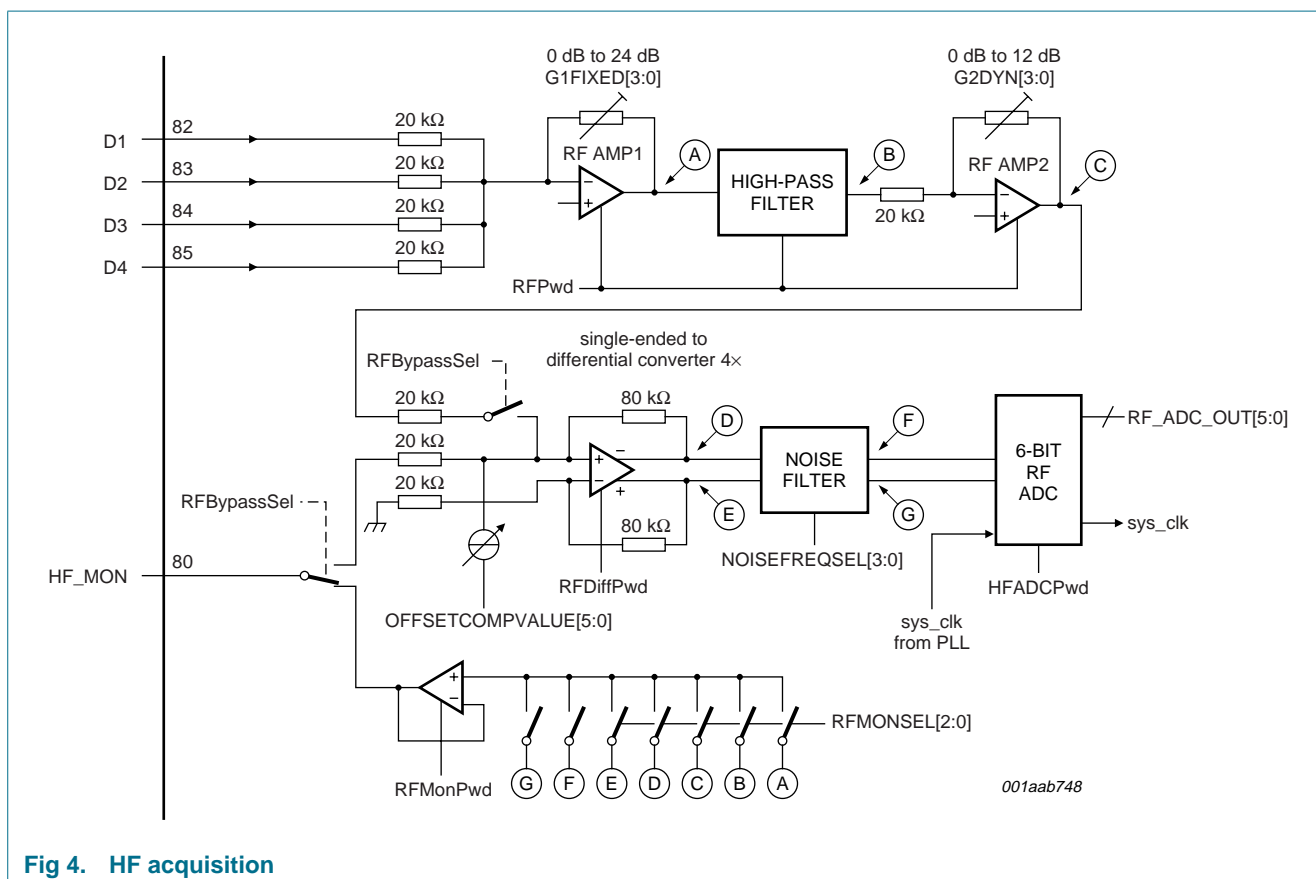 0 dB to 24 dB
G1FIXED[3:0]
0 dB to 12 dB
G2DYN[3:0]
D1
82
20 kΩ
D2
83
20 kΩ
D3
84
20 kΩ
D4
85
20 kΩ
RF AMP1
−
+
A
HIGH-PASS
FILTER
B
20 kΩ
RF AMP2
−
+
C
RFPwd
single-ended to
differential converter 4×
RFBypassSel
20 kΩ
20 kΩ
20 kΩ
80 kΩ
+
−
−
+
80 kΩ
D
E
NOISE
FILTER
F
G
6-BIT
RF
ADC
RF_ADC_OUT[5:0]
sys_clk
RFBypassSel
HF_MON
80
RFDiffPwd
NOISEFREQSEL[3:0]
HFADCPwd
OFFSETCOMPVALUE[5:0]
sys_clk
from PLL
+
−
RFMONSEL[2:0]
RFMonPwd
G
F
E
D
C
B
A
001aab748
Fig 4. HF acquisition